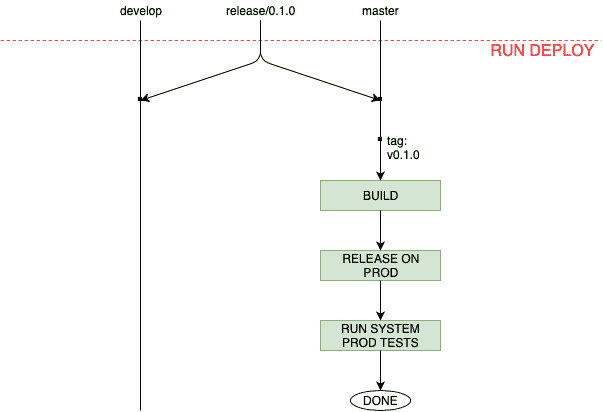 develop
release/0.1.0
master
RUN DEPLOY
tag:
v0.1.0
BUILD
RELEASE ON
PROD
RUN SYSTEM
PROD TESTS
DONE